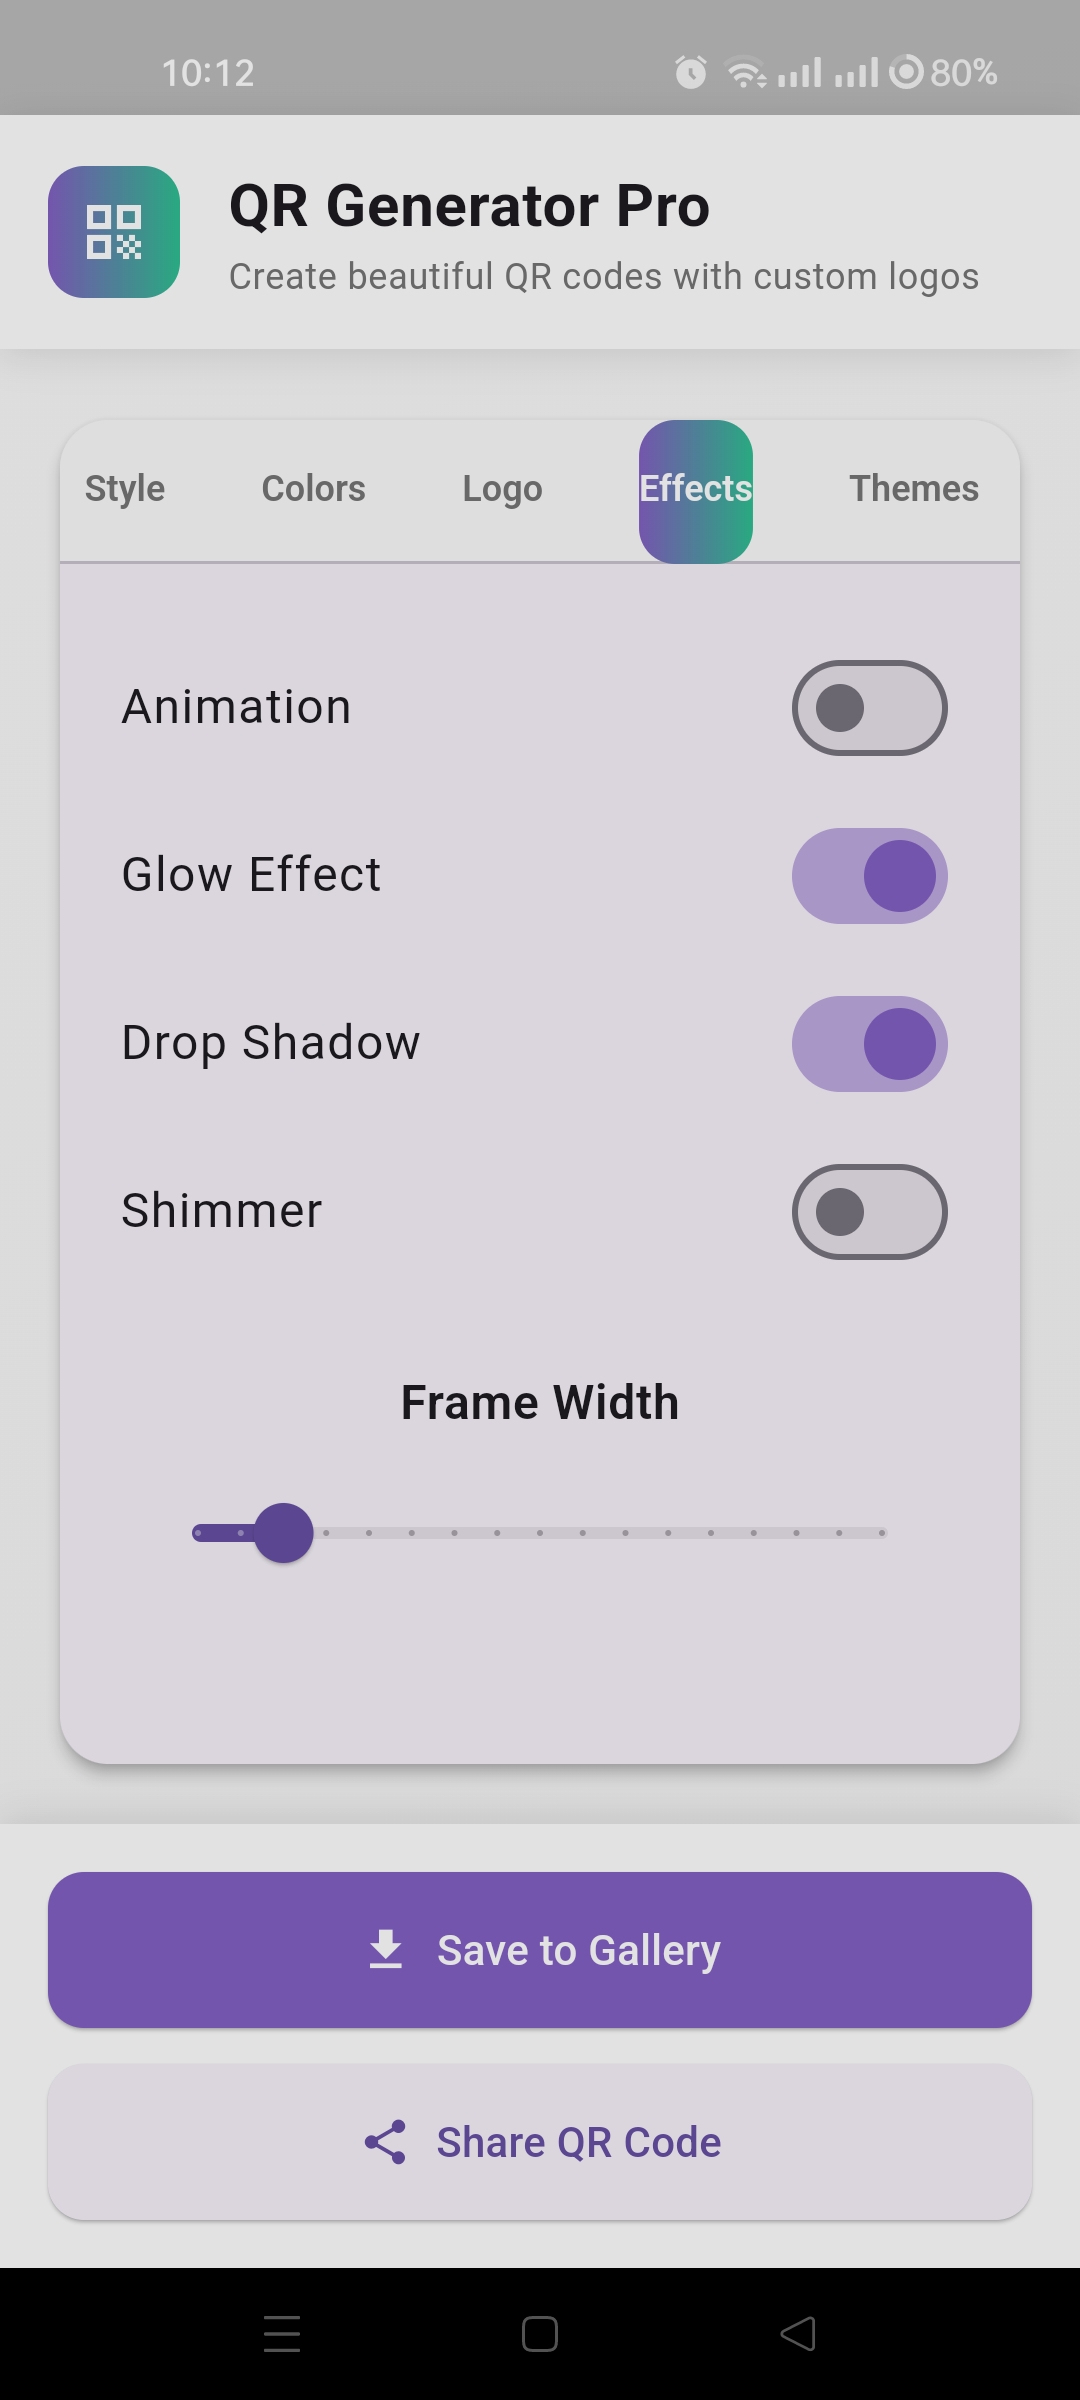 10:12
80%
QR Generator Pro
Create beautiful QR codes with custom logos
Style Colors Logo Effects Themes
Animation
Glow Effect
Drop Shadow
Shimmer
Frame Width
Save to Gallery
Share QR Code